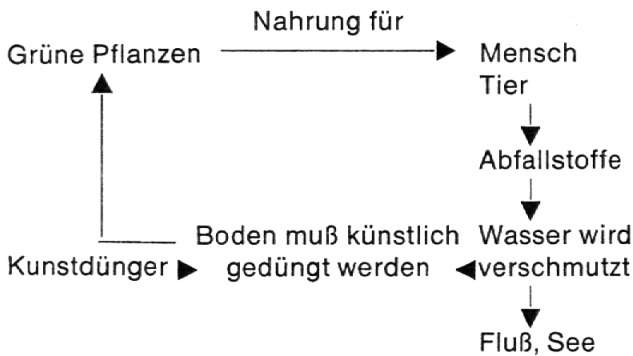 Nahrung für
Grüne Pflanzen
Mensch
Tier
Abfallstoffe
Boden muß künstlich
gedüngt werden
Wasser wird
verschmutzt
Kunstdünger
Fluß, See